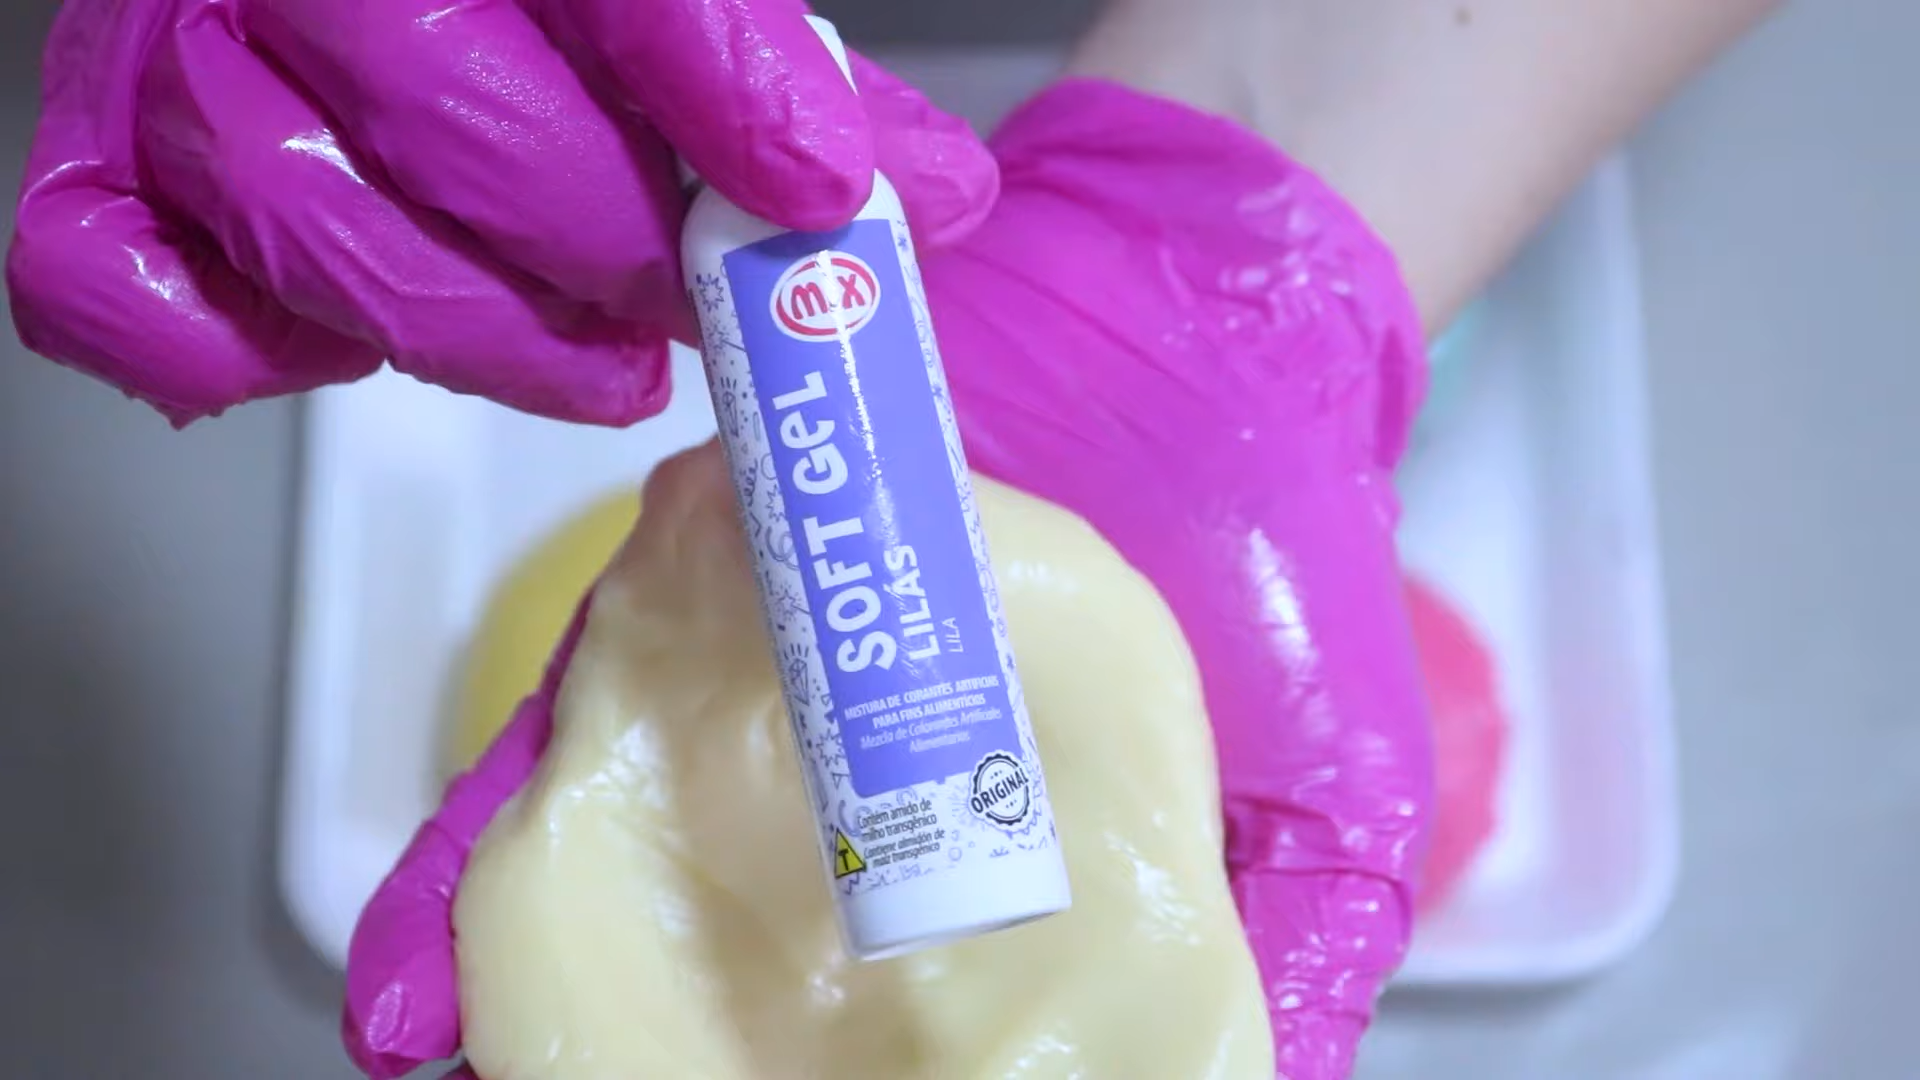 mix
SOFT GEL
LILÁS
LILA
MISTURA DE CORANTES ARTIFICIAIS
PARA FINS ALIMENTÍCIOS
Mezcla de Colorantes Artificiales
Alimentarios
ORIGINAL
Contém amido de
milho transgênico
Contiene almidón de
maíz transgénico
T